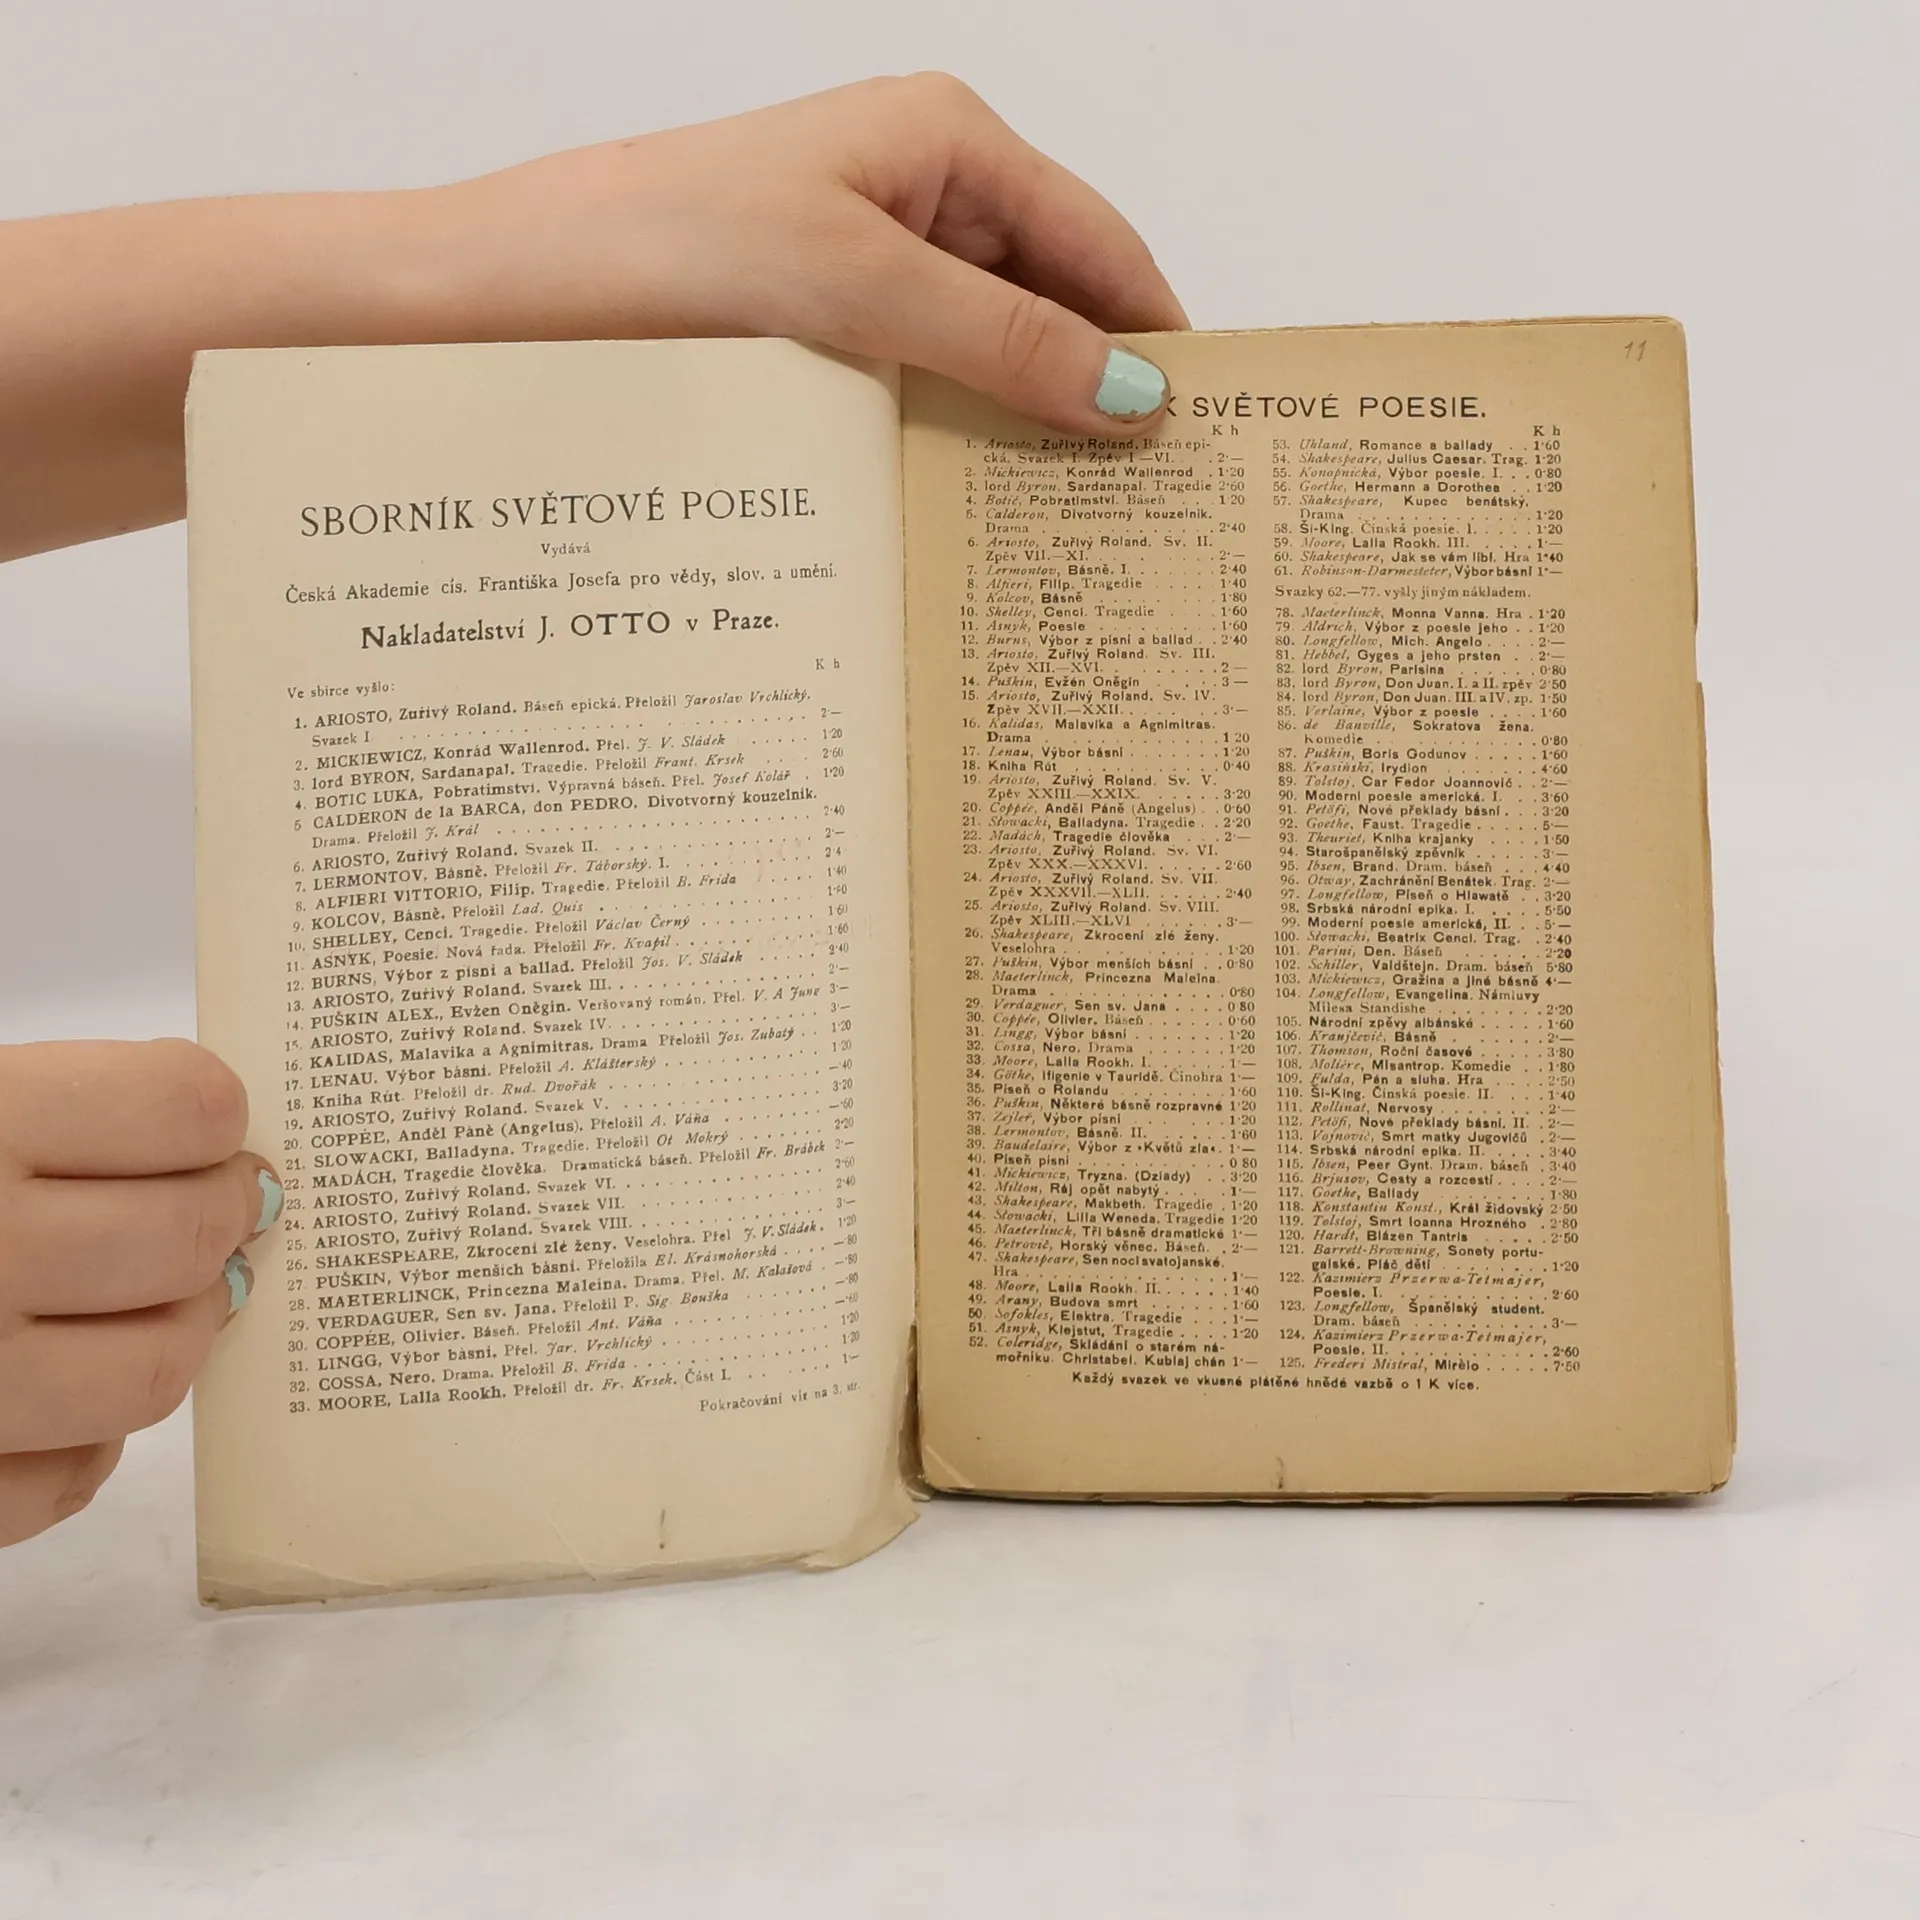 SBORNÍK SVĚTOVÉ POESIE.
Vydává
Česká Akademie cís. Františka Josefa pro vědy, slov. a umění.
Nakladatelství J. OTTO v Praze.
K h
Ve sbírce vyšlo:
1. ARIOSTO, Zuřivý Roland. Báseň epická. Přeložil Jaroslav Vrchlický.
Svazek I. . . . 2·—
2. MICKIEWICZ, Konrád Wallenrod. Přel. J. V. Sládek . . . 1·20
3. lord BYRON, Sardanapal. Tragedie. Přeložil Frant. Krsek . . . 2·60
4. BOTIC LUKA, Pobratimství. Výpravná báseň. Přel. Josef Kolář . 1·20
5 CALDERON de la BARCA, don PEDRO. Divotvorný kouzelník.
Drama. Přeložil J. Král . . . 2·40
6. ARIOSTO, Zuřivý Roland. Svazek II. . . . 2·—
7. LERMONTOV, Básně. Přeložil Fr. Táborský. I. . . . 2·4
8. ALFIERI VITTORIO, Filip. Tragedie. Přeložil B. Frida . . . 1·40
9. KOLCOV, Básně. Přeložil Lad. Quis . . . 1·80
10. SHELLEY, Cenci. Tragedie. Přeložil Václav Černý . . . 1·60
11. ASNYK, Poesie. Nová řada. Přeložil Fr. Kvapil . . . 1·60
12. BURNS, Výbor z písní a ballad. Přeložil Jos. V. Sládek . . . 2·40
13. ARIOSTO, Zuřivý Roland. Svazek III. . . . 2·—
14. PUŠKIN ALEX., Evžen Oněgin. Veršovaný román. Přel. V. A Jung 3·—
15. ARIOSTO, Zuřivý Roland. Svazek IV. . . . 3·—
16. KALIDAS, Malavika a Agnimitras. Drama Přeložil Jos. Zubatý . . 1·20
17. LENAU. Výbor básní. Přeložil A. Klášterský . . . 1·20
18. Kniha Rút. Přeložil dr. Rud. Dvořák . . . —·40
19. ARIOSTO, Zuřivý Roland. Svazek V. . . . 3·20
20. COPPÉE, Anděl Páně (Angelus). Přeložil A. Váňa . . . —·60
21. SLOWACKI, Balladyna. Tragedie. Přeložil Ot Mokrý . . . 2·20
22. MADÁCH, Tragedie člověka. Dramatická báseň. Přeložil Fr. Brábek 2·—
23. ARIOSTO, Zuřivý Roland. Svazek VI. . . . 2·60
24. ARIOSTO, Zuřivý Roland. Svazek VII. . . . 2·40
25. ARIOSTO, Zuřivý Roland. Svazek VIII. . . . 3·—
26. SHAKESPEARE, Zkrocení zlé ženy. Veselohra. Přel J. V. Sládek . 1·20
27. PUŠKIN, Výbor menších básní. Přeložila El. Krásnohorská . . . —·80
28. MAETERLINCK, Princezna Maleina. Drama. Přel. M. Kalašová . —·80
29. VERDAGUER, Sen sv. Jana. Přeložil P. Sig. Bouška . . . —·80
30. COPPÉE, Olivier. Báseň. Přeložil Ant. Váňa . . . —·60
31. LINGG, Výbor básní. Přel. Jar. Vrchlický . . . 1·20
32. COSSA, Nero. Drama. Přeložil B. Frida . . . 1·20
33. MOORE, Lalla Rookh. Přeložil dr. Fr. Krsek. Část I. . . . 1·—
Pokračování viz na 3. str.
11
K SVĚTOVÉ POESIE.
K h
1. Ariosto, Zuřivý Roland. Báseň epi-
cká. Svazek I. Zpěv I —VI. . 2·—
2. Mickiewicz, Konrád Wallenrod . 1·20
3. lord Byron, Sardanapal. Tragedie 2·60
4. Botić, Pobratimství. Báseň . . . 1 20
5. Calderon, Divotvorný kouzelník.
Drama . . . 2·40
6. Ariosto, Zuřivý Roland. Sv. II.
Zpěv VII.—XI. . . . 2·—
7. Lermontov, Básně. I. . . . 2·40
8. Alfieri, Filip. Tragedie . . . 1·40
9. Kolcov, Básně . . . 1·80
10. Shelley, Cenci. Tragedie . . . 1·60
11. Asnyk, Poesie . . . 1·60
12. Burns, Výbor z písní a ballad . . 2·40
13. Ariosto, Zuřivý Roland. Sv. III.
Zpěv XII.—XVI. . . . 2 —
14. Puškin, Evžén Oněgin . . . 3 —
15. Ariosto, Zuřivý Roland. Sv. IV.
Zpěv XVII.—XXII. . . . 3·—
16. Kalidas, Malavika a Agnimitras.
Drama . . . 1 20
17. Lenau, Výbor básní . . . 1·20
18. Kniha Rút . . . 0·40
19. Ariosto, Zuřivý Roland. Sv. V.
Zpěv XXIII.—XXIX. . . . 3·20
20. Coppée, Anděl Páně (Angelus) . . 0·60
21. Słowacki, Balladyna. Tragedie . . 2·20
22. Madách, Tragedie člověka . . . 2·—
23. Ariosto, Zuřivý Roland. Sv. VI.
Zpěv XXX.—XXXVI. . . . 2·60
24. Ariosto, Zuřivý Roland. Sv. VII.
Zpěv XXXVII.—XLII. . . . 2·40
25. Ariosto, Zuřivý Roland. Sv. VIII.
Zpěv XLIII.—XLVI . . . 3·—
26. Shakespeare, Zkrocení zlé ženy.
Veselohra . . . 1·20
27. Puškin, Výbor menších básní . . 0·80
28. Maeterlinck, Princezna Maleina.
Drama . . . 0·80
29. Verdaguer, Sen sv. Jana . . . 0 80
30. Coppée, Olivier. Báseň . . . 0·60
31. Lingg, Výbor básní . . . 1·20
32. Cossa, Nero. Drama . . . 1·20
33. Moore, Lalla Rookh. I. . . . 1·—
34. Göthe, Ifigenie v Tauridě. Činohra 1·—
35. Píseň o Rolandu . . . 1·60
36. Puškin, Některé básně rozpravné 1·20
37. Zejleř, Výbor písní . . . 1·20
38. Lermontov, Básně. II. . . . 1·60
39. Baudelaire, Výbor z »Květů zla«. 1·—
40. Píseň písní . . . 0 80
41. Mickiewicz, Tryzna. (Dziady) . . 3·20
42. Milton, Ráj opět nabytý . . . 1·—
43. Shakespeare, Makbeth. Tragedie . 1·20
44. Słowacki, Lilla Weneda. Tragedie 1·20
45. Maeterlinck, Tři básně dramatické 1·—
46. Petrovič, Horský věnec. Báseň. . 2·—
47. Shakespeare, Sen noci svatojanské.
Hra . . . 1·—
48. Moore, Lalla Rookh. II. . . . 1·40
49. Arany, Budova smrt . . . 1·60
50. Sofokles, Elektra. Tragedie . . . 1·—
51. Asnyk, Kiejstut, Tragedie . . . 1·20
52. Coleridge, Skládání o starém ná-
mořníku. Christabel. Kublaj chán 1·—
K h
53. Uhland, Romance a ballady . . 1·60
54. Shakespeare, Julius Caesar. Trag. 1·20
55. Konopnická, Výbor poesie. I. . . 0·80
56. Goethe, Hermann a Dorothea . . 1·20
57. Shakespeare, Kupec benátský.
Drama . . . 1·20
58. Ši-King. Čínská poesie. I. . . . 1·20
59. Moore, Lalla Rookh. III. . . . 1·—
60. Shakespeare, Jak se vám líbí. Hra 1·40
61. Robinson-Darmesteter, Výbor básní 1·—
Svazky 62.—77. vyšly jiným nákladem.
78. Maeterlinck, Monna Vanna. Hra . 1·20
79. Aldrich, Výbor z poesie jeho . . 1·20
80. Longfellow, Mich. Angelo . . . 2·—
81. Hebbel, Gyges a jeho prsten . . 2·—
82. lord Byron, Parisina . . . 0·80
83. lord Byron, Don Juan. I. a II. zpěv 2·50
84. lord Byron, Don Juan. III. a IV. zp. 1·50
85. Verlaine, Výbor z poesie . . . 1·60
86. de Banville, Sokratova žena.
Komedie . . . 0·80
87. Puškin, Boris Godunov . . . 1·60
88. Krasiński, Irydion . . . 4·60
89. Tolstoj, Car Fedor Joannovič . . 2·—
90. Moderní poesie americká. I. . . 3·60
91. Petöfi, Nové překlady básní . . . 3·20
92. Goethe, Faust. Tragedie . . . 5·—
93. Theuriet, Kniha krajanky . . . 1·50
94. Starošpanělský zpěvník . . . 3·—
95. Ibsen, Brand. Dram. báseň . . . 4·40
96. Otway, Zachránění Benátek. Trag. 2·—
97. Longfellow, Píseň o Hiawatě . . 3·20
98. Srbská národní epika. I. . . . 5·50
99. Moderní poesie americká, II. . . 5·—
100. Słowacki, Beatrix Cenci. Trag. . 2·40
101. Parini, Den. Báseň . . . 2·20
102. Schiller, Valdštejn. Dram. báseň 5·80
103. Mickiewicz, Gražina a jiné básně 4·—
104. Longfellow, Evangelina. Námluvy
Milesa Standishe . . . 2·20
105. Národní zpěvy albánské . . . 1·60
106. Kranjčević, Básně . . . 2·—
107. Thomson, Roční časové . . . 3·80
108. Molière, Misantrop. Komedie . . 1·80
109. Fulda, Pán a sluha. Hra . . . 2·50
110. Ši-King. Čínská poesie. II. . . . 1·40
111. Rollinat, Nervosy . . . 2·—
112. Petöfi, Nové překlady básní. II. . 2·—
113. Vojnović, Smrt matky Jugovićů . 2·—
114. Srbská národní epika. II. . . . 3·40
115. Ibsen, Peer Gynt. Dram. báseň . 3·40
116. Brjusov, Cesty a rozcestí . . . 2·—
117. Goethe, Ballady . . . 1·80
118. Konstantin Konst., Král židovský 2 50
119. Tolstoj, Smrt Ioanna Hrozného . 2·80
120. Hardt, Blázen Tantris . . . 2·50
121. Barrett-Browning, Sonety portu-
galské. Pláč dětí . . . 1·20
122. Kazimierz Przerwa-Tetmajer,
Poesie. I. . . . 2·60
123. Longfellow, Španělský student.
Dram. báseň . . . 3·—
124. Kazimierz Przerwa-Tetmajer,
Poesie. II. . . . 2·60
125. Frederi Mistral, Mirèio . . . 7·50
Každý svazek ve vkusné plátěné hnědé vazbě o 1 K více.